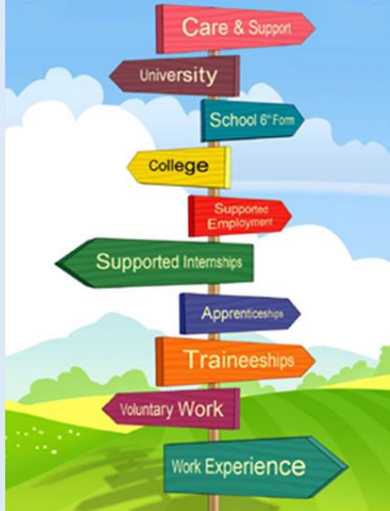 Care & Support
University
School 6th Form
College
Supported
Employment
Supported Internships
Apprenticeships
Traineeships
Voluntary Work
Work Experience